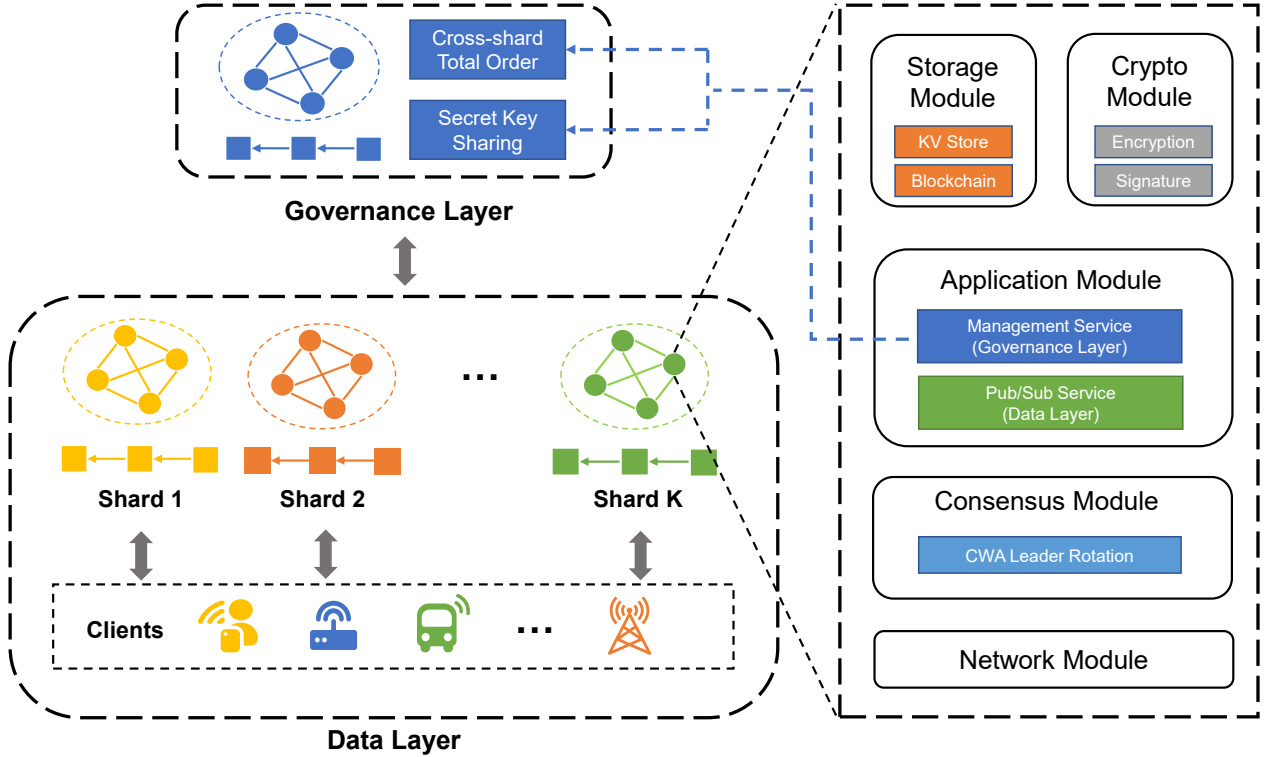 Cross-shard
Total Order
Secret Key
Sharing
Governance Layer
...
Shard 1
Shard 2
Shard K
Clients
...
Data Layer
Storage
Module
KV Store
Blockchain
Crypto
Module
Encryption
Signature
Application Module
Management Service
(Governance Layer)
Pub/Sub Service
(Data Layer)
Consensus Module
CWA Leader Rotation
Network Module